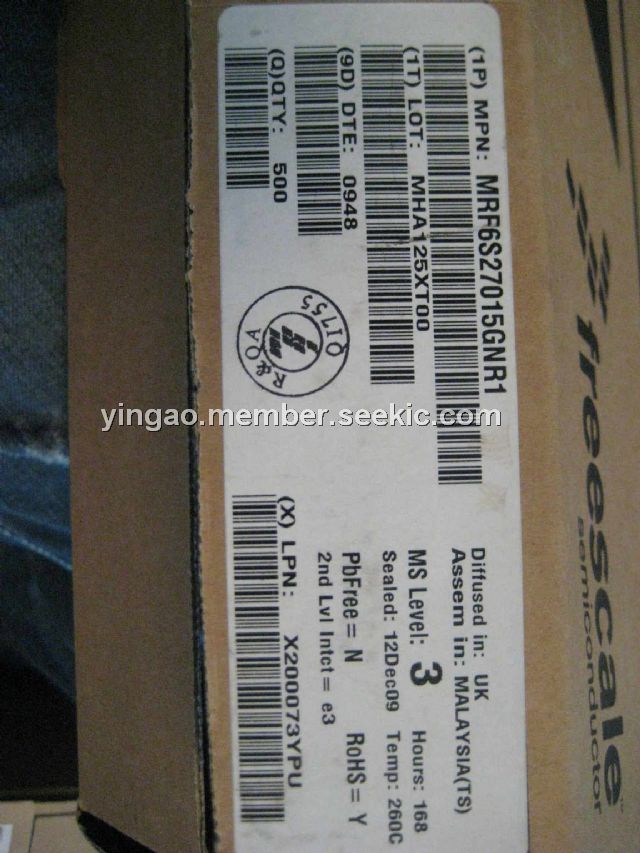 freescale™
semiconductor
(1P) MPN: MRF6S27015GNR1
(1T) LOT: MHA125XT00
(9D) DTE: 0948
(Q)QTY: 500
R&QA
Q1755
Diffused in: UK
Assem in: MALAYSIA(TS)
MS Level: 3 Hours: 168
Sealed: 12Dec09 Temp: 260C
PbFree= N RoHS= Y
2nd Lvl Intct= e3
(X) LPN: X200073YPU
yingao.member.seekic.com